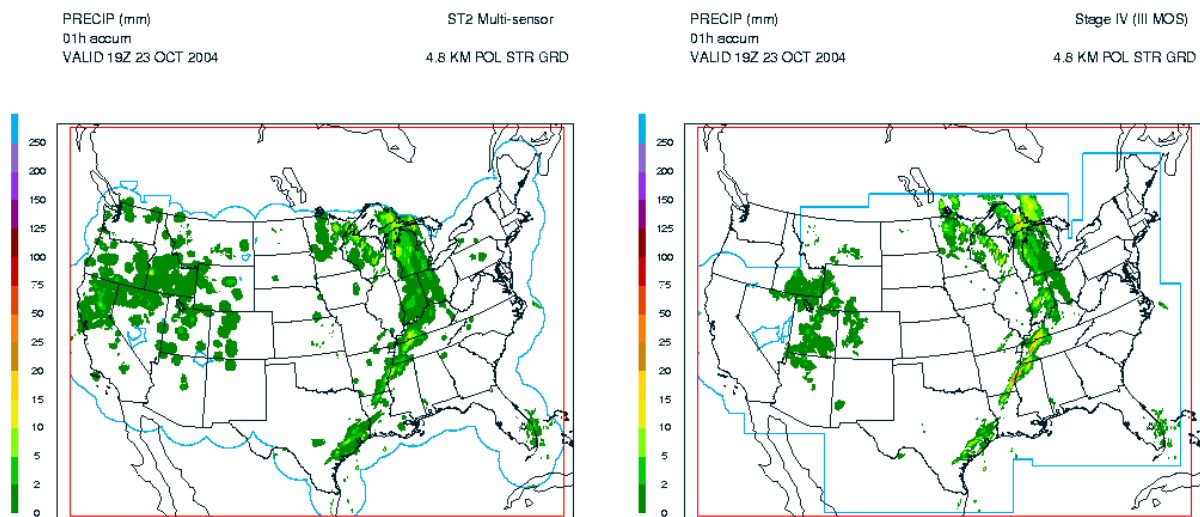 PRECIP (mm)
ST2 Multi-sensor
01h accum
VALID 19Z 23 OCT 2004
4.8 KM POL STR GRD
250
200
150
125
100
75
50
25
20
15
10
5
2
0
PRECIP (mm)
Stage IV (III MOS)
01h accum
VALID 19Z 23 OCT 2004
4.8 KM POL STR GRD
250
200
150
125
100
75
50
25
20
15
10
5
2
0